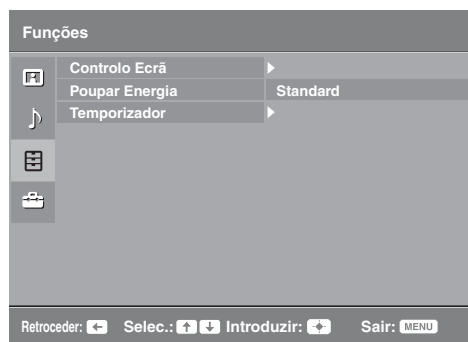 Funções
Controlo Ecrã
Poupar Energia Standard
Temporizador
Retroceder: Selec.: Introduzir: Sair: MENU